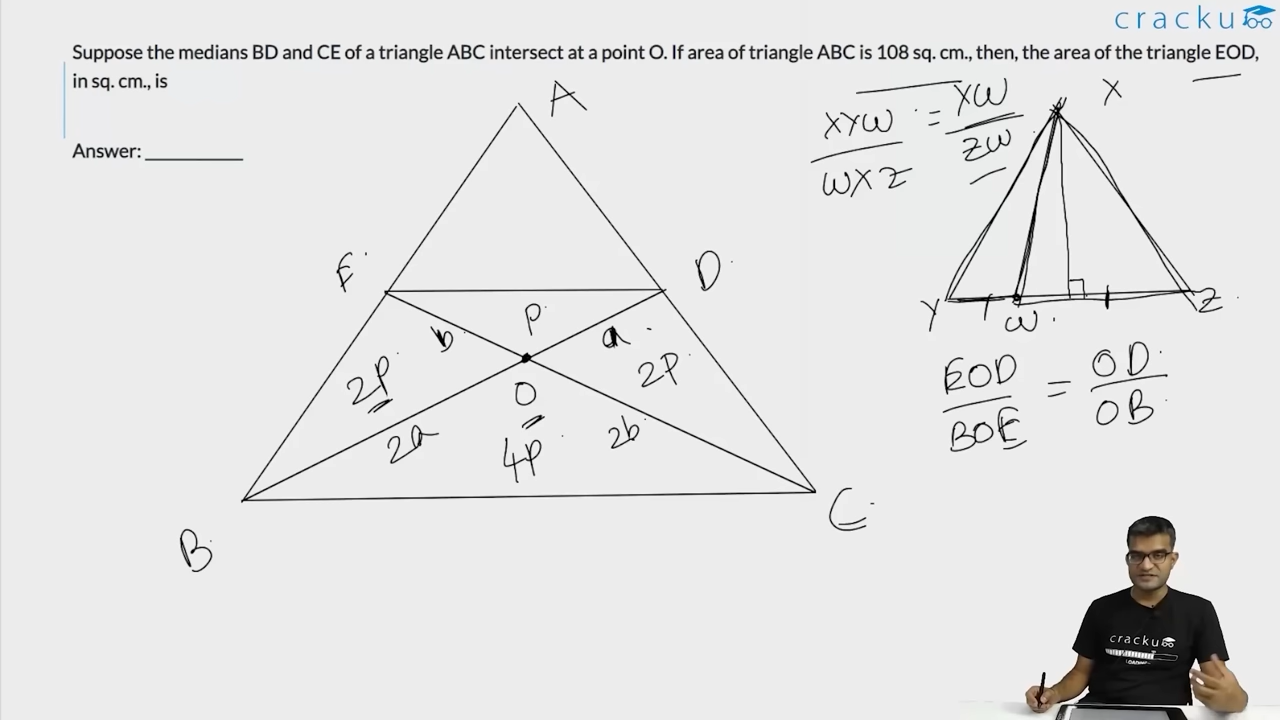 cracku
Suppose the medians BD and CE of a triangle ABC intersect at a point O. If area of triangle ABC is 108 sq. cm., then, the area of the triangle EOD,
in sq. cm., is
Answer: __________
A
E
D
P
b
a
2P
2P
O
2a
4P
2b
B
C
XYW / WXZ = XW / ZW
X
Y
W
Z
EOD / BOE = OD / OB
cracku
LOADING